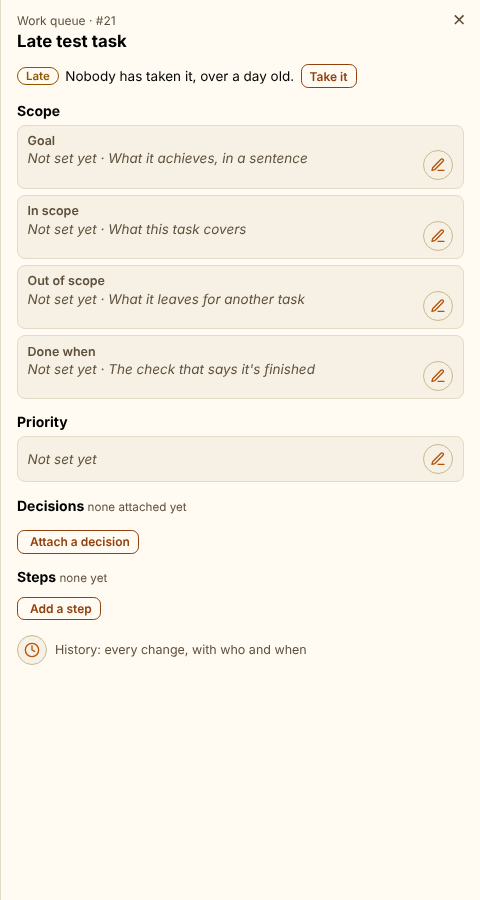 Work queue · #21
Late test task
Late Nobody has taken it, over a day old. Take it
Scope
Goal
Not set yet · What it achieves, in a sentence
In scope
Not set yet · What this task covers
Out of scope
Not set yet · What it leaves for another task
Done when
Not set yet · The check that says it's finished
Priority
Not set yet
Decisions none attached yet
Attach a decision
Steps none yet
Add a step
History: every change, with who and when